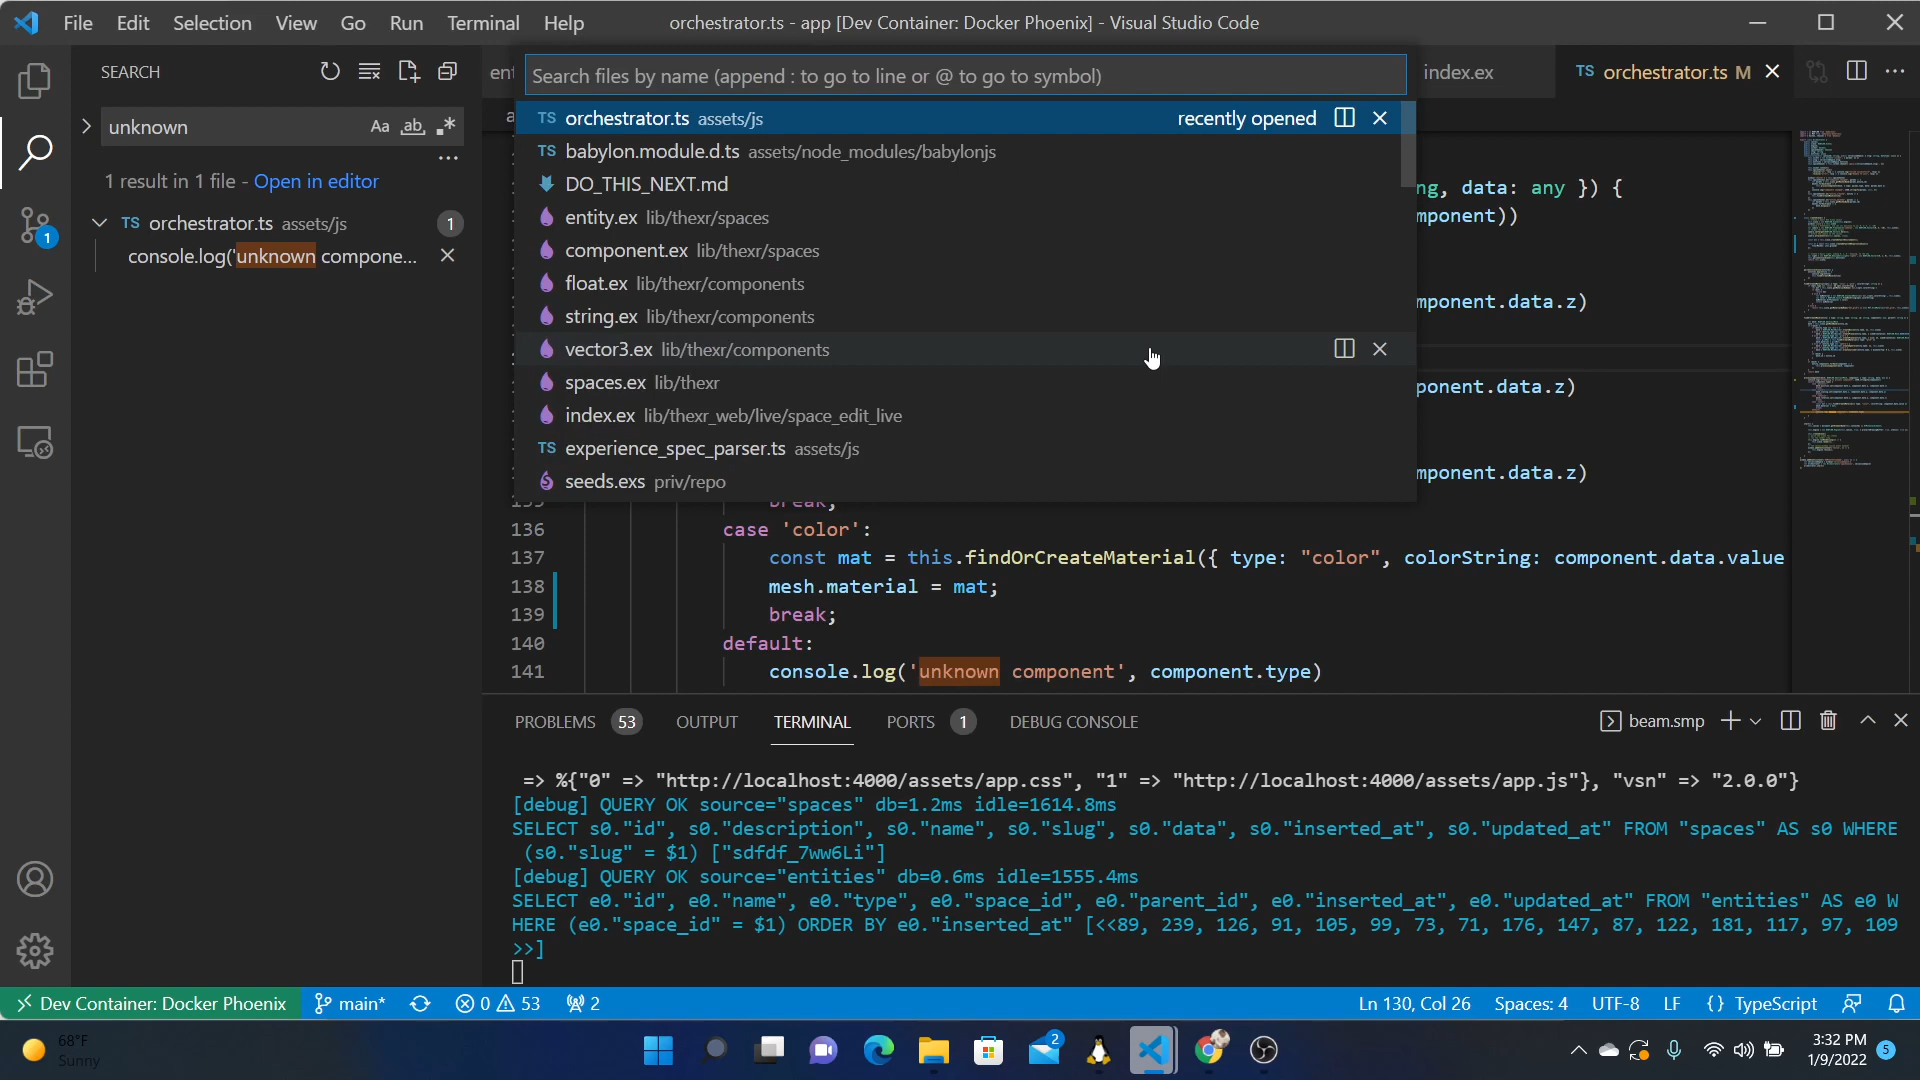 File Edit Selection View Go Run Terminal Help
orchestrator.ts - app [Dev Container: Docker Phoenix] - Visual Studio Code
SEARCH
ent
Search files by name (append : to go to line or @ to go to symbol)
index.ex
TS orchestrator.ts M
unknown
Aa ab
1 result in 1 file - Open in editor
TS orchestrator.ts assets/js 1
console.log('unknown compone...
TS orchestrator.ts assets/js recently opened
TS babylon.module.d.ts assets/node_modules/babylonjs
DO_THIS_NEXT.md
entity.ex lib/thexr/spaces
component.ex lib/thexr/spaces
float.ex lib/thexr/components
string.ex lib/thexr/components
vector3.ex lib/thexr/components
spaces.ex lib/thexr
index.ex lib/thexr_web/live/space_edit_live
TS experience_spec_parser.ts assets/js
seeds.exs priv/repo
ng, data: any }) {
mponent))
mponent.data.z)
ponent.data.z)
mponent.data.z)
135 break;
136 case 'color':
137 const mat = this.findOrCreateMaterial({ type: "color", colorString: component.data.value
138 mesh.material = mat;
139 break;
140 default:
141 console.log('unknown component', component.type)
PROBLEMS 53 OUTPUT TERMINAL PORTS 1 DEBUG CONSOLE
beam.smp
=> %{"0" => "http://localhost:4000/assets/app.css", "1" => "http://localhost:4000/assets/app.js"}, "vsn" => "2.0.0"}
[debug] QUERY OK source="spaces" db=1.2ms idle=1614.8ms
SELECT s0."id", s0."description", s0."name", s0."slug", s0."data", s0."inserted_at", s0."updated_at" FROM "spaces" AS s0 WHERE
(s0."slug" = $1) ["sdfdf_7ww6Li"]
[debug] QUERY OK source="entities" db=0.6ms idle=1555.4ms
SELECT e0."id", e0."name", e0."type", e0."space_id", e0."parent_id", e0."inserted_at", e0."updated_at" FROM "entities" AS e0 W
HERE (e0."space_id" = $1) ORDER BY e0."inserted_at" [<<89, 239, 126, 91, 105, 99, 73, 71, 176, 147, 87, 122, 181, 117, 97, 109
>>]
Dev Container: Docker Phoenix main* 0 53 2
Ln 130, Col 26 Spaces: 4 UTF-8 LF {} TypeScript
68°F
Sunny
2
3:32 PM
1/9/2022
5